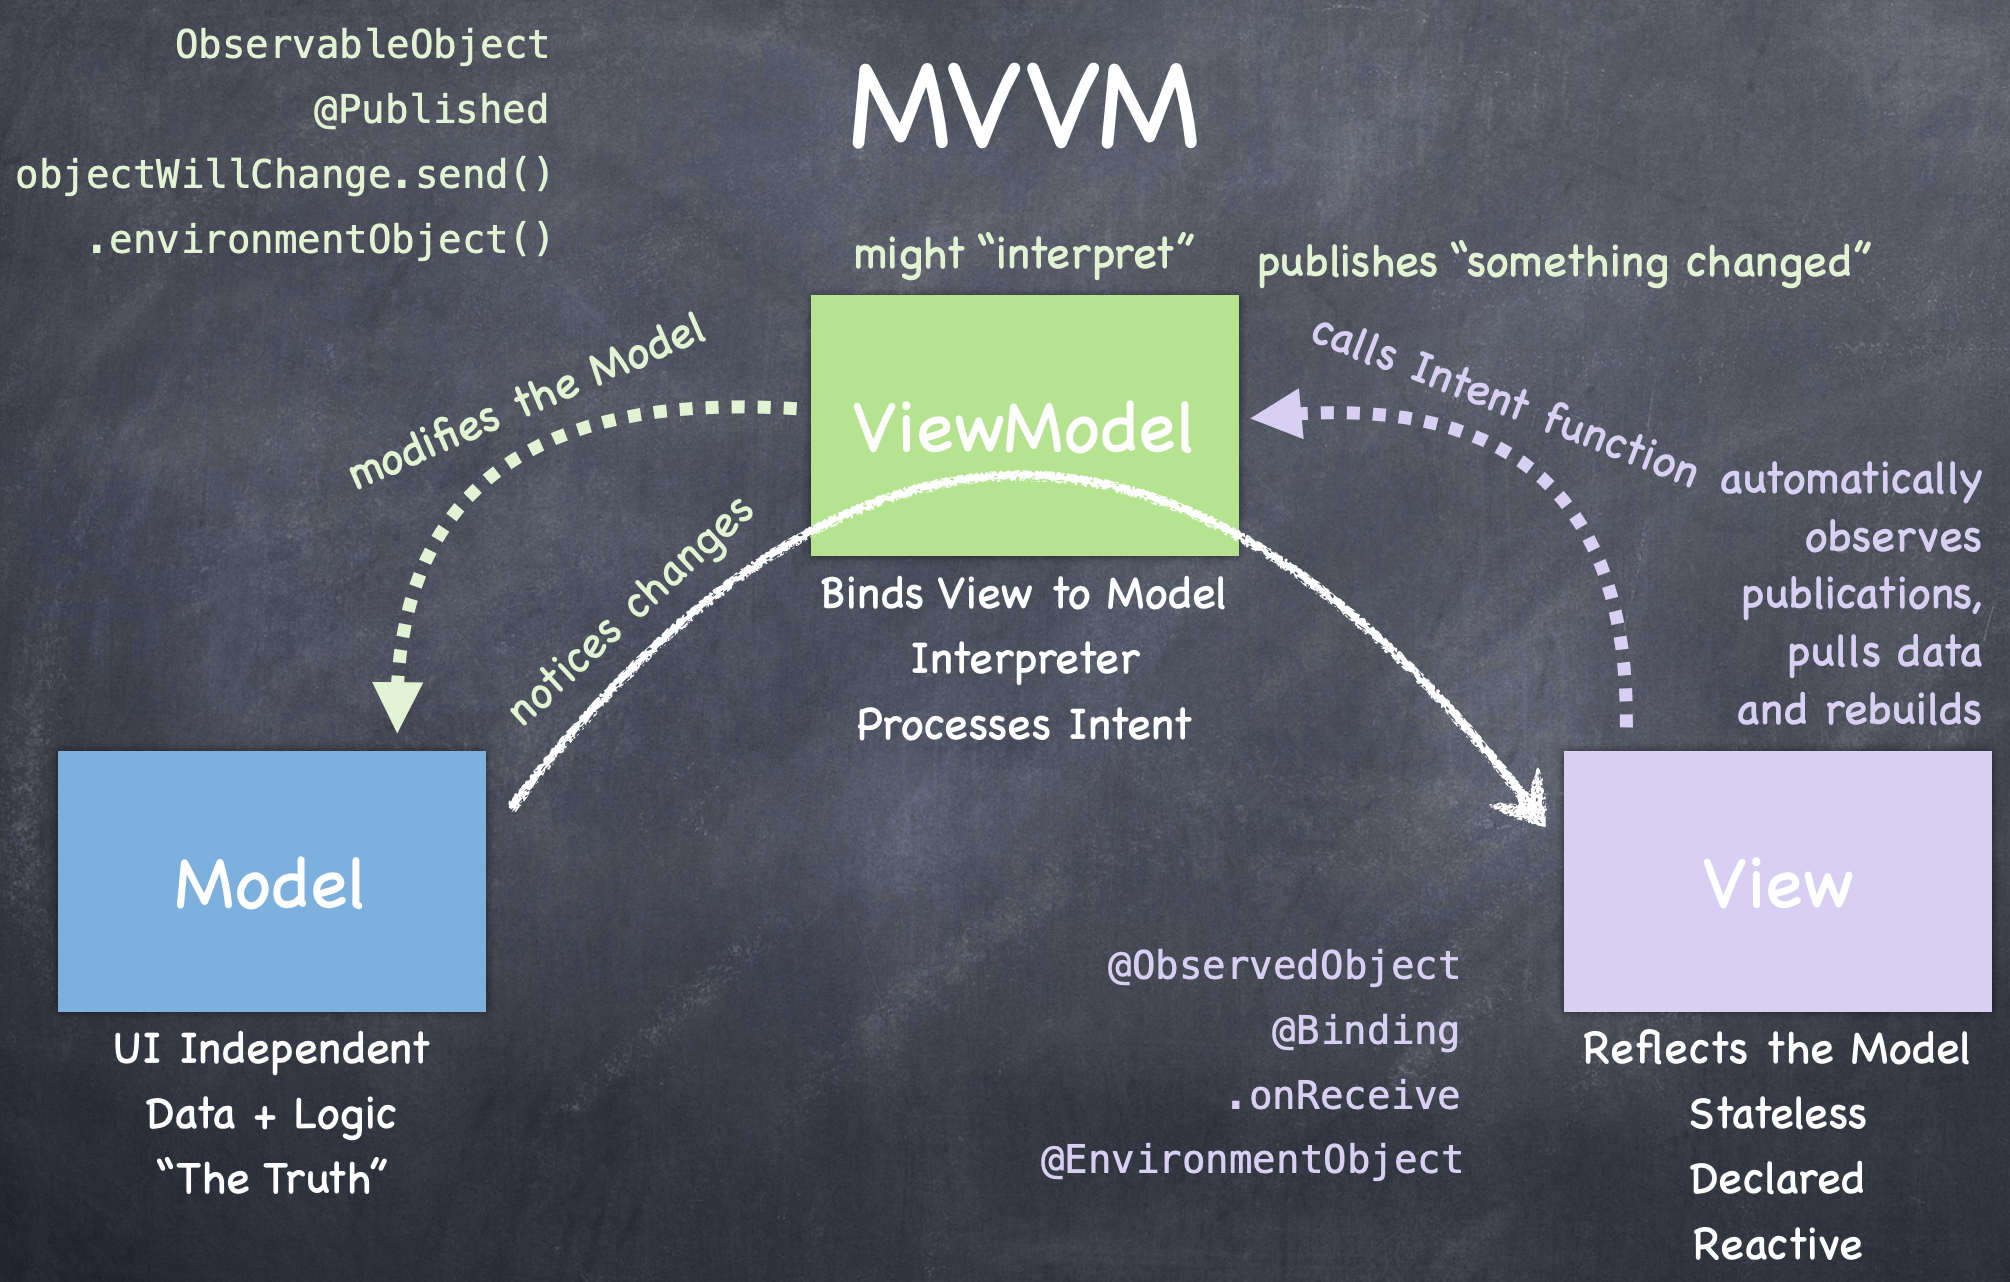 ObservableObject
@Published
objectWillChange.send()
.environmentObject()
MVVM
might “interpret”
publishes “something changed”
modifies the Model
calls Intent function
ViewModel
notices changes
automatically
observes
publications,
pulls data
and rebuilds
Binds View to Model
Interpreter
Processes Intent
Model
UI Independent
Data + Logic
“The Truth”
@ObservedObject
@Binding
.onReceive
@EnvironmentObject
View
Reflects the Model
Stateless
Declared
Reactive